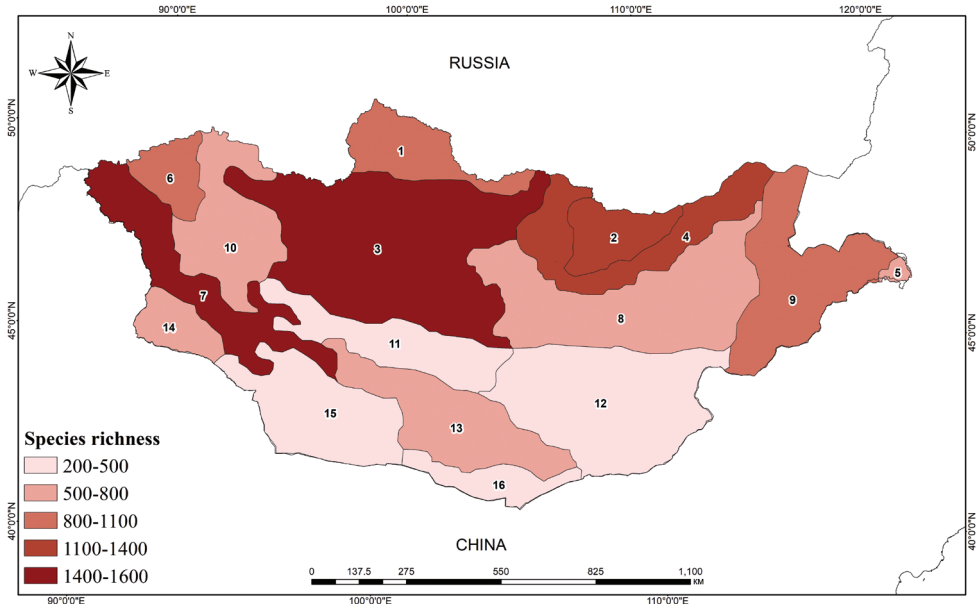 90°0'0"E 100°0'0"E 110°0'0"E 120°0'0"E
N
W E
S
RUSSIA
50°0'0"N 50°0'0"N
1
6
2 4
10 3
5
7 9
14 8
45°0'0"N 45°0'0"N
11
12
15
13
16
Species richness
200-500
500-800
800-1100
1100-1400
1400-1600
40°0'0"N 40°0'0"N
CHINA
0 137.5 275 550 825 1,100
KM
90°0'0"E 100°0'0"E 110°0'0"E